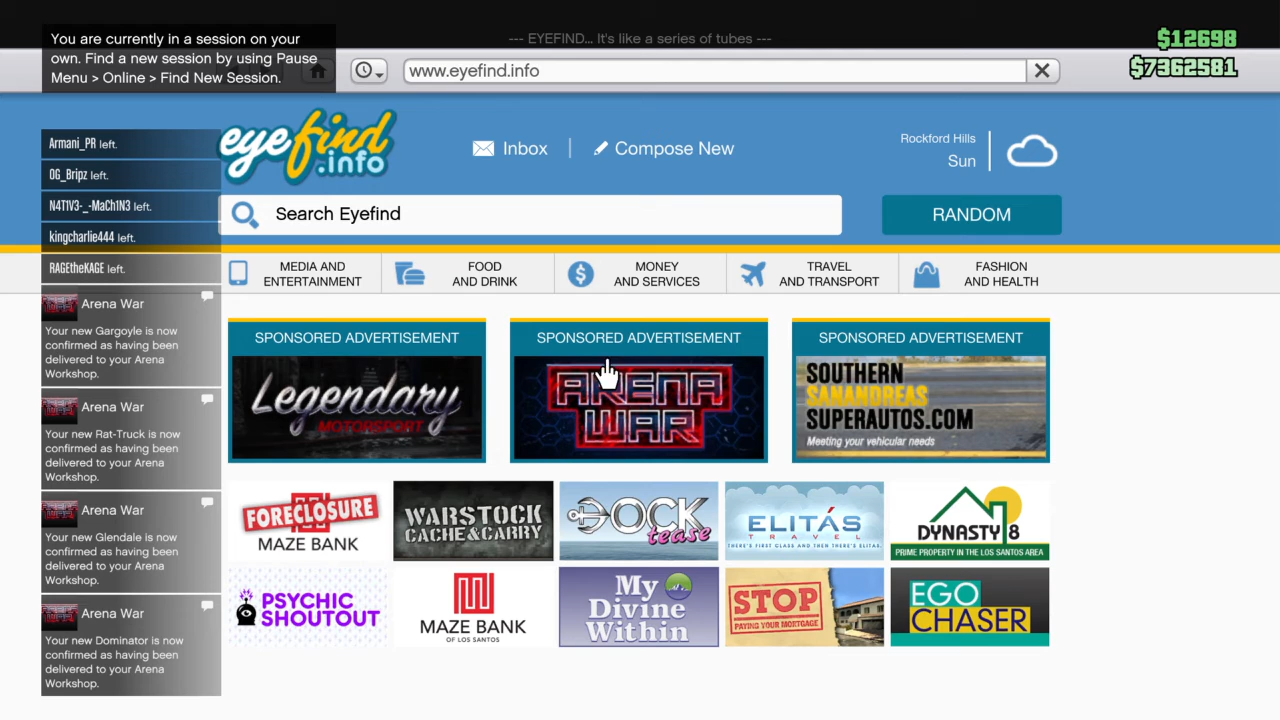 You are currently in a session on your
own. Find a new session by using Pause
Menu > Online > Find New Session.
--- EYEFIND... It's like a series of tubes ---
$12698
$7362581
www.eyefind.info
Armani_PR left.
OG_Bripz left.
N4T1V3-_-MaCh1N3 left.
kingcharlie444 left.
RAGEtheKAGE left.
eyefind
.info
Inbox
Compose New
Rockford Hills
Sun
Search Eyefind
RANDOM
MEDIA AND
ENTERTAINMENT
FOOD
AND DRINK
MONEY
AND SERVICES
TRAVEL
AND TRANSPORT
FASHION
AND HEALTH
Arena War
Your new Gargoyle is now
confirmed as having been
delivered to your Arena
Workshop.
Arena War
Your new Rat-Truck is now
confirmed as having been
delivered to your Arena
Workshop.
Arena War
Your new Glendale is now
confirmed as having been
delivered to your Arena
Workshop.
Arena War
Your new Dominator is now
confirmed as having been
delivered to your Arena
Workshop.
SPONSORED ADVERTISEMENT
Legendary
MOTORSPORT
SPONSORED ADVERTISEMENT
ARENA
WAR
SPONSORED ADVERTISEMENT
SOUTHERN
SANANDREAS
SUPERAUTOS.COM
Meeting your vehicular needs
FORECLOSURE
MAZE BANK
WARSTOCK
CACHE&CARRY
DOCK
tease
ELITÁS
TRAVEL
THERE'S FIRST CLASS AND THEN THERE'S ELITAS.
DYNASTY 8
PRIME PROPERTY IN THE LOS SANTOS AREA
PSYCHIC
SHOUTOUT
MAZE BANK
OF LOS SANTOS
My
Divine
Within
STOP
PAYING YOUR MORTGAGE
EGO
CHASER